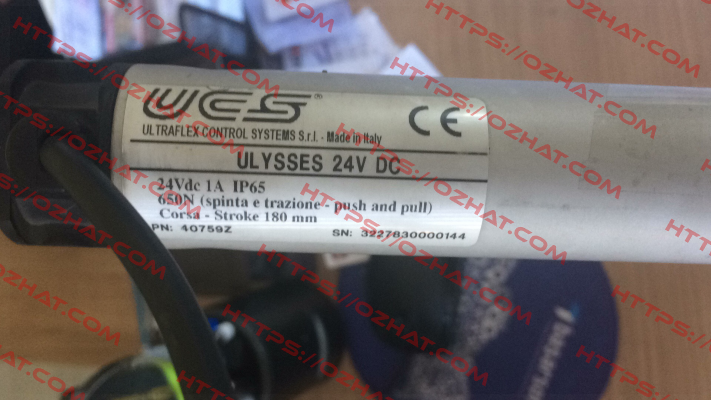 UCS®
ULTRAFLEX CONTROL SYSTEMS S.r.l. - Made in Italy
CE
ULYSSES 24V DC
24Vdc 1A IP65
650N (spinta e trazione- push and pull)
Corsa - Stroke 180 mm
PN: 40759Z SN: 3227830000144
HTTPS://OZHAT.COM